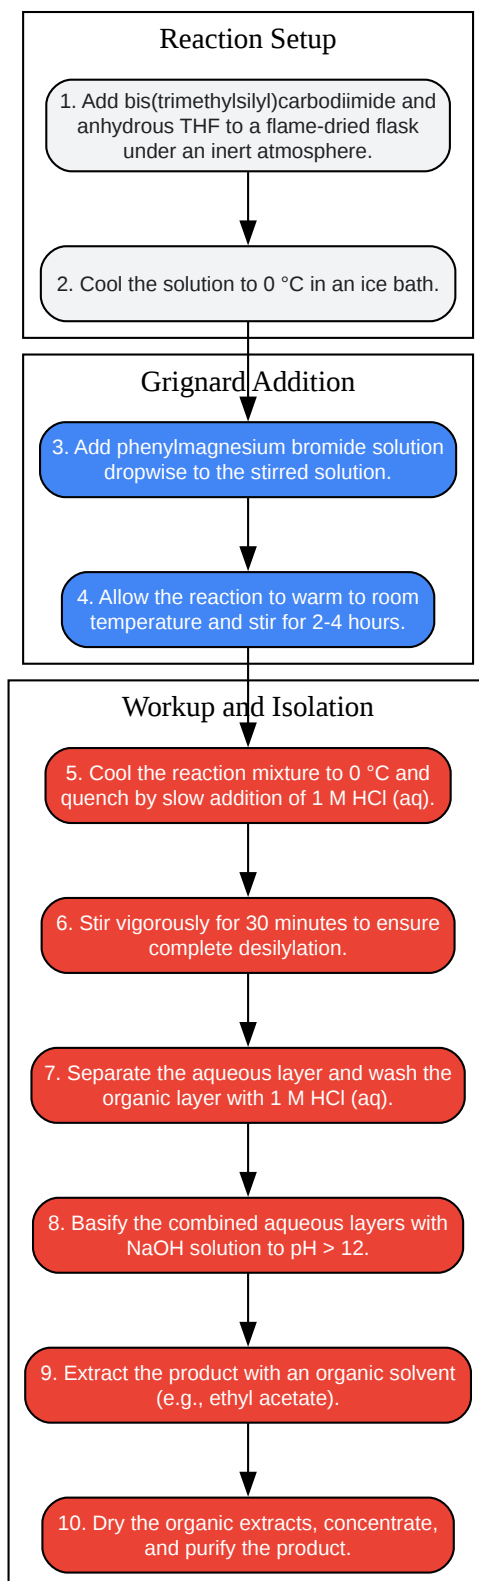 Reaction Setup
1. Add bis(trimethylsilyl)carbodiimide and
anhydrous THF to a flame-dried flask
under an inert atmosphere.
2. Cool the solution to 0 °C in an ice bath.
Grignard Addition
3. Add phenylmagnesium bromide solution
dropwise to the stirred solution.
4. Allow the reaction to warm to room
temperature and stir for 2-4 hours.
Workup and Isolation
5. Cool the reaction mixture to 0 °C and
quench by slow addition of 1 M HCl (aq).
6. Stir vigorously for 30 minutes to ensure
complete desilylation.
7. Separate the aqueous layer and wash the
organic layer with 1 M HCl (aq).
8. Basify the combined aqueous layers with
NaOH solution to pH > 12.
9. Extract the product with an organic solvent
(e.g., ethyl acetate).
10. Dry the organic extracts, concentrate,
and purify the product.